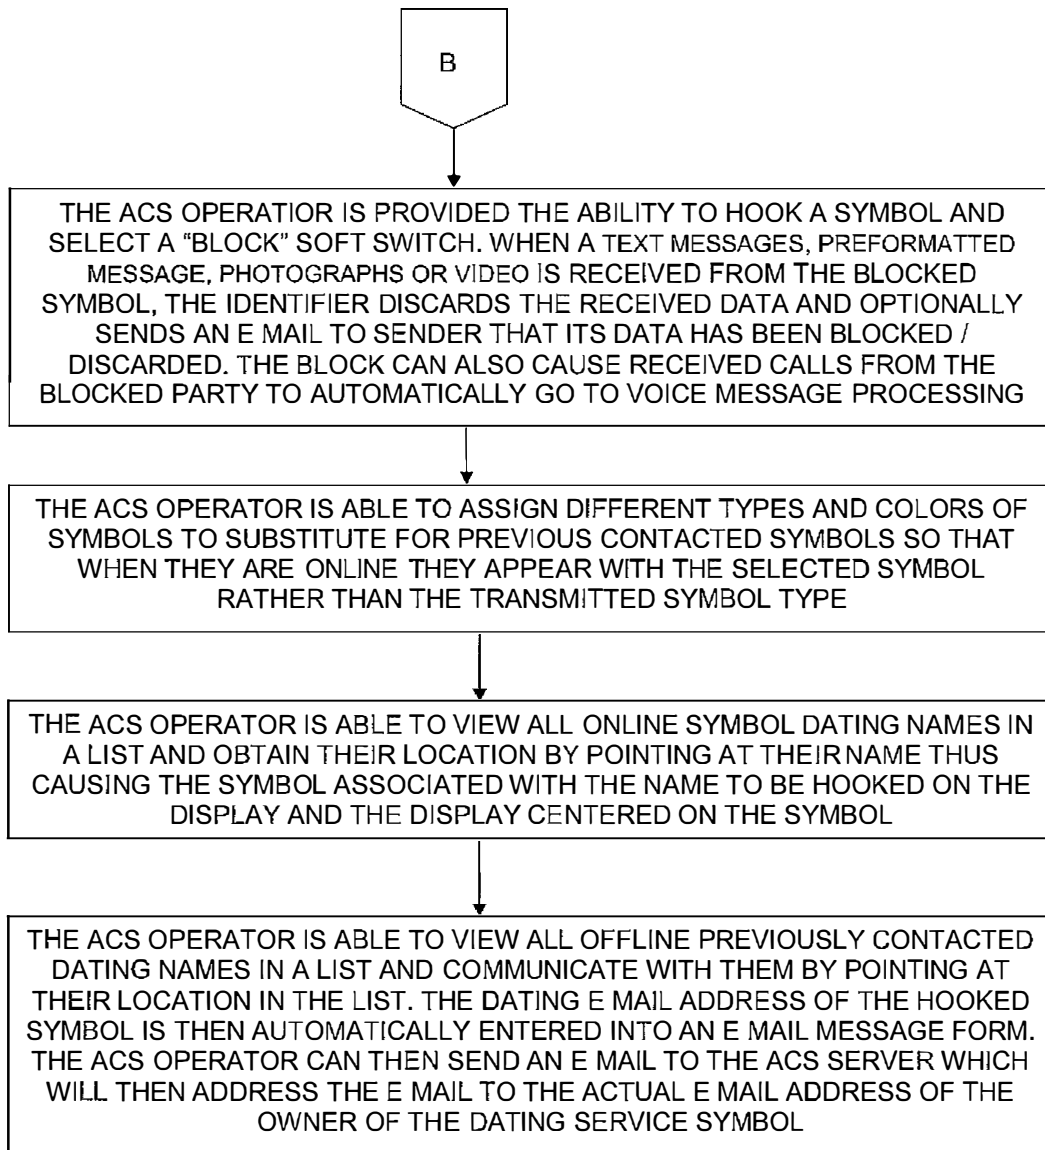 B
THE ACS OPERATIOR IS PROVIDED THE ABILITY TO HOOK A SYMBOL AND
SELECT A "BLOCK" SOFT SWITCH. WHEN A TEXT MESSAGES, PREFORMATTED
MESSAGE, PHOTOGRAPHS OR VIDEO IS RECEIVED FROM THE BLOCKED
SYMBOL, THE IDENTIFIER DISCARDS THE RECEIVED DATA AND OPTIONALLY
SENDS AN E MAIL TO SENDER THAT ITS DATA HAS BEEN BLOCKED /
DISCARDED. THE BLOCK CAN ALSO CAUSE RECEIVED CALLS FROM THE
BLOCKED PARTY TO AUTOMATICALLY GO TO VOICE MESSAGE PROCESSING
THE ACS OPERATOR IS ABLE TO ASSIGN DIFFERENT TYPES AND COLORS OF
SYMBOLS TO SUBSTITUTE FOR PREVIOUS CONTACTED SYMBOLS SO THAT
WHEN THEY ARE ONLINE THEY APPEAR WITH THE SELECTED SYMBOL
RATHER THAN THE TRANSMITTED SYMBOL TYPE
THE ACS OPERATOR IS ABLE TO VIEW ALL ONLINE SYMBOL DATING NAMES IN
A LIST AND OBTAIN THEIR LOCATION BY POINTING AT THEIR NAME THUS
CAUSING THE SYMBOL ASSOCIATED WITH THE NAME TO BE HOOKED ON THE
DISPLAY AND THE DISPLAY CENTERED ON THE SYMBOL
THE ACS OPERATOR IS ABLE TO VIEW ALL OFFLINE PREVIOUSLY CONTACTED
DATING NAMES IN A LIST AND COMMUNICATE WITH THEM BY POINTING AT
THEIR LOCATION IN THE LIST. THE DATING E MAIL ADDRESS OF THE HOOKED
SYMBOL IS THEN AUTOMATICALLY ENTERED INTO AN E MAIL MESSAGE FORM.
THE ACS OPERATOR CAN THEN SEND AN E MAIL TO THE ACS SERVER WHICH
WILL THEN ADDRESS THE E MAIL TO THE ACTUAL E MAIL ADDRESS OF THE
OWNER OF THE DATING SERVICE SYMBOL